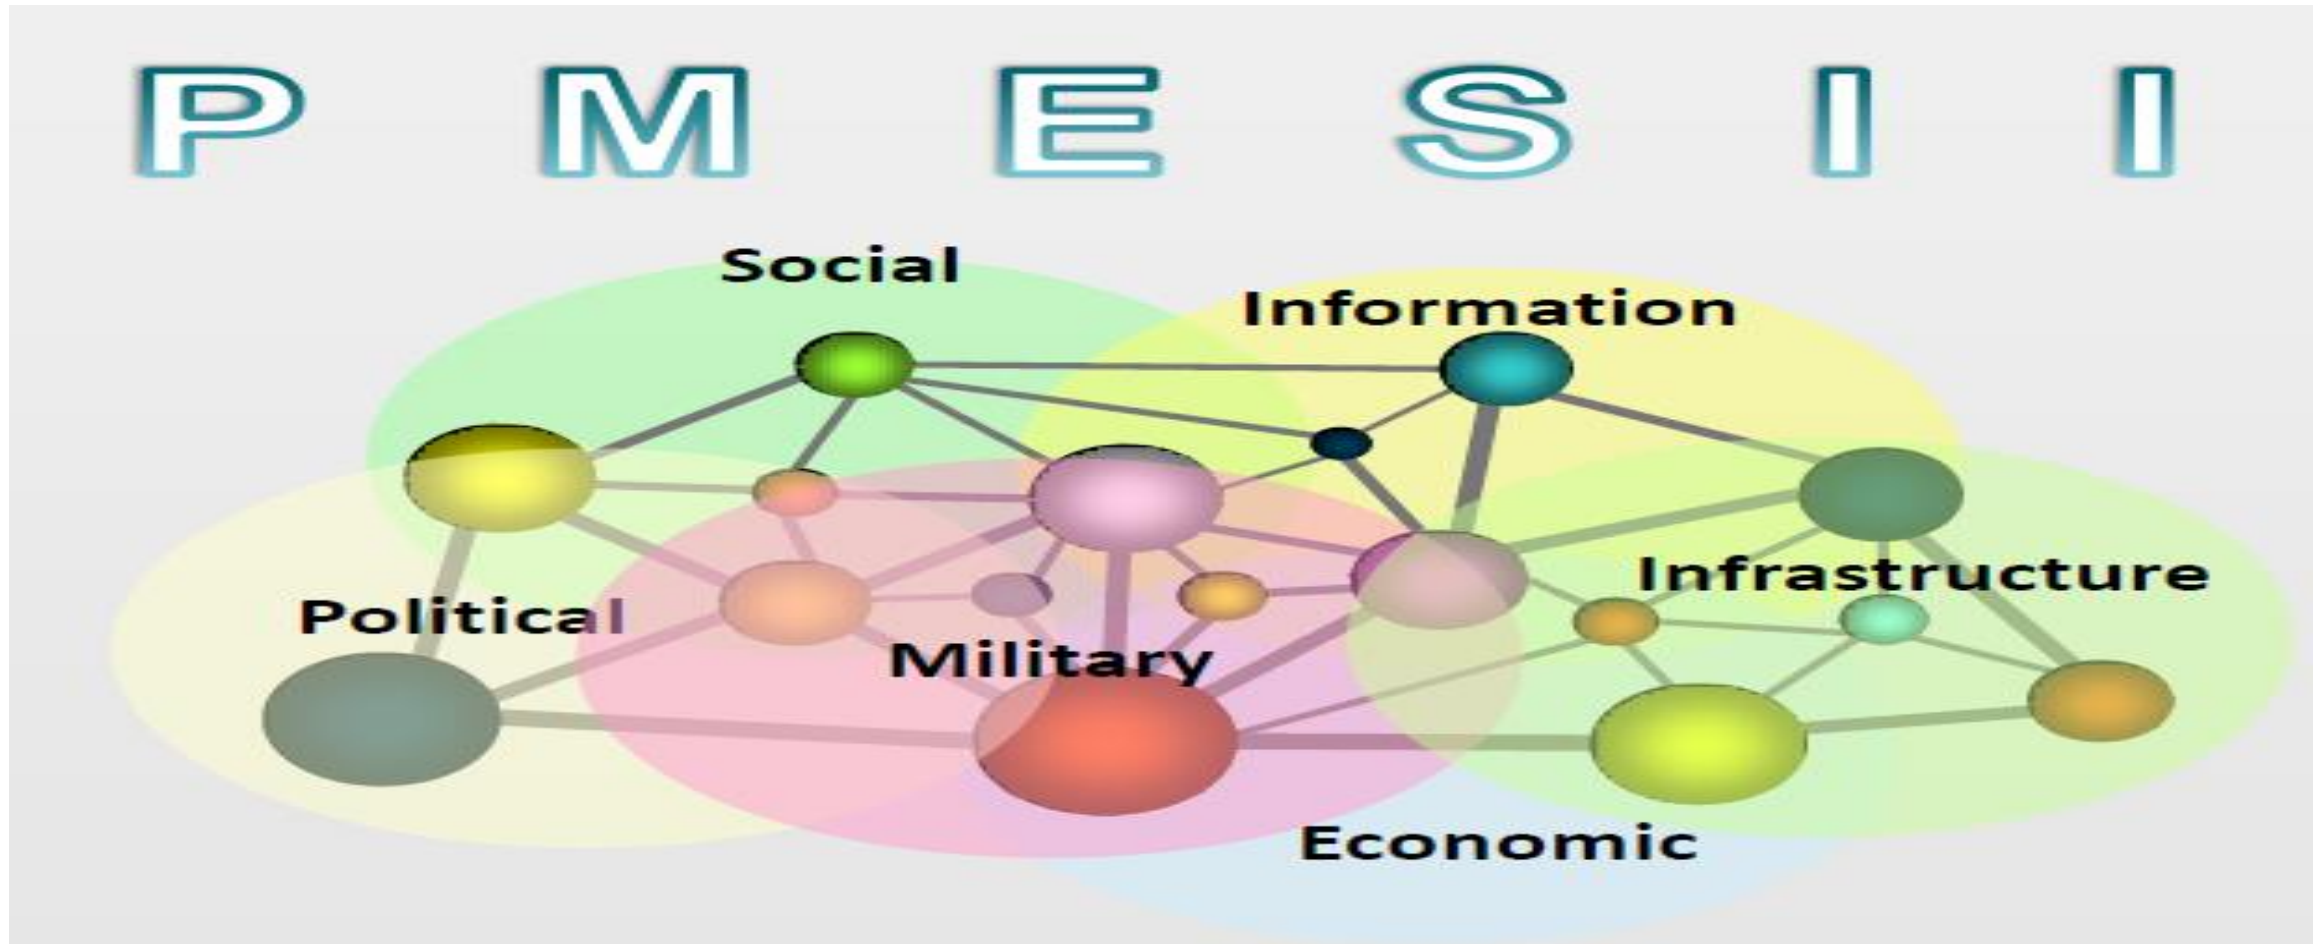 P M E S I I
Social
Information
Infrastructure
Political
Military
Economic